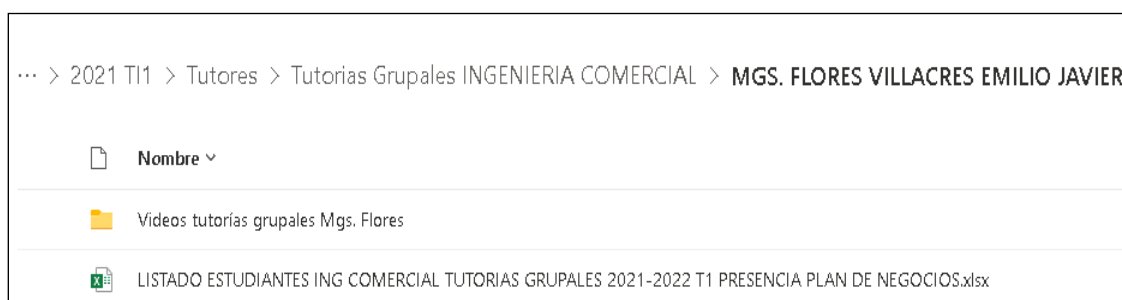 ··· > 2021 TI1 > Tutores > Tutorias Grupales INGENIERIA COMERCIAL > MGS. FLORES VILLACRES EMILIO JAVIER
Nombre
Videos tutorías grupales Mgs. Flores
LISTADO ESTUDIANTES ING COMERCIAL TUTORIAS GRUPALES 2021-2022 T1 PRESENCIA PLAN DE NEGOCIOS.xlsx